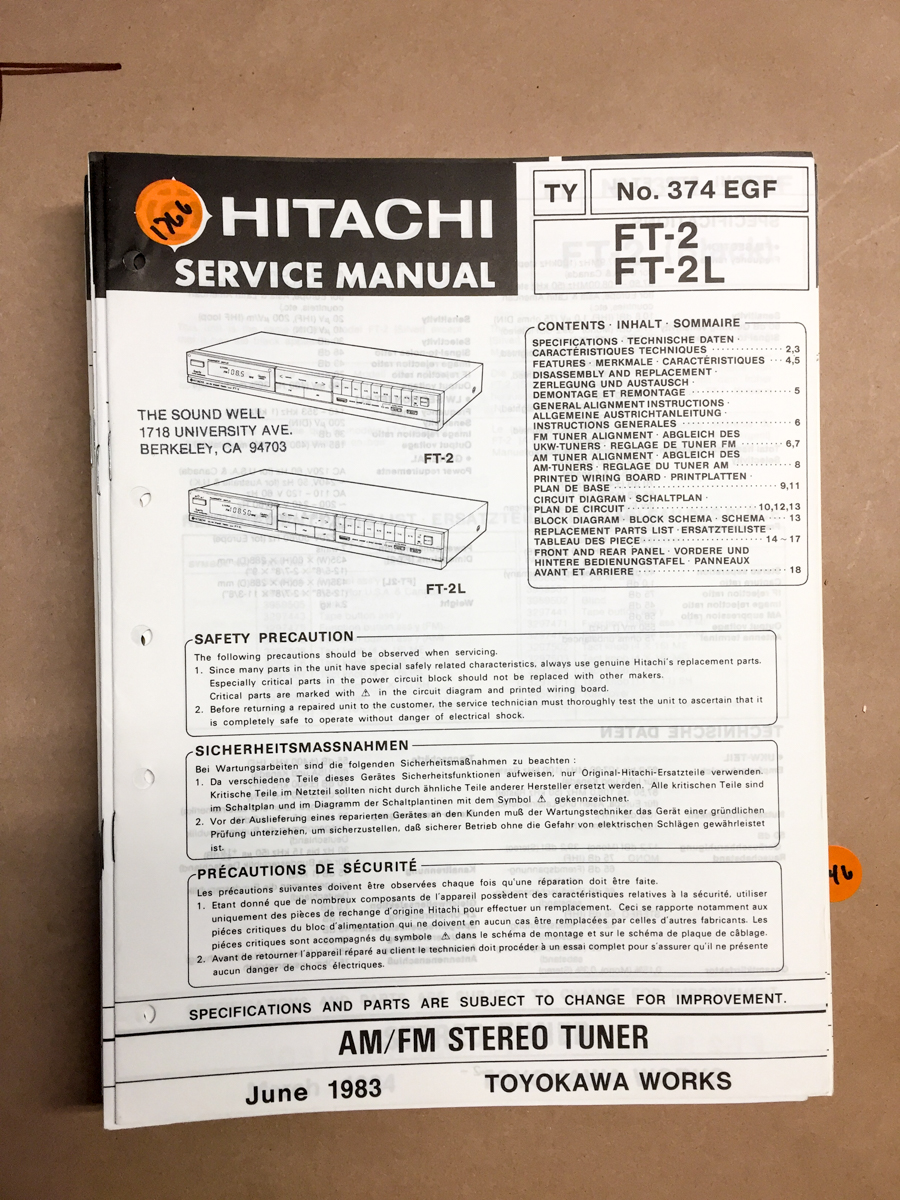 1766
HITACHI
SERVICE MANUAL
TY
No. 374 EGF
FT-2
FT-2L
CONTENTS · INHALT · SOMMAIRE
SPECIFICATIONS · TECHNISCHE DATEN ·
CARACTÉRISTIQUES TECHNIQUES ········ 2,3
FEATURES · MERKMALE · CARACTÉRISTIQUES ··· 4,5
DISASSEMBLY AND REPLACEMENT ·
ZERLEGUNG UND AUSTAUSCH ·
DEMONTAGE ET REMONTAGE ········ 5
GENERAL ALIGNMENT INSTRUCTIONS ·
ALLGEMEINE AUSTRICHTANLEITUNG ·
INSTRUCTIONS GENERALES ········ 6
FM TUNER ALIGNMENT · ABGLEICH DES
UKW-TUNERS · REGLAGE DE TUNER FM ········ 6,7
AM TUNER ALIGNMENT · ABGLEICH DES
AM-TUNERS · REGLAGE DU TUNER AM ········ 8
PRINTED WIRING BOARD · PRINTPLATTEN ·
PLAN DE BASE ········ 9,11
CIRCUIT DIAGRAM · SCHALTPLAN ·
PLAN DE CIRCUIT ········ 10,12,13
BLOCK DIAGRAM · BLOCK SCHEMA · SCHEMA ···· 13
REPLACEMENT PARTS LIST · ERSATZTEILISTE ·
TABLEAU DES PIECE ········ 14 ~ 17
FRONT AND REAR PANEL · VORDERE UND
HINTERE BEDIENUNGSTAFEL · PANNEAUX
AVANT ET ARRIERE ········ 18
THE SOUND WELL
1718 UNIVERSITY AVE.
BERKELEY, CA 94703
FT-2
FT-2L
SAFETY PRECAUTION
The following precautions should be observed when servicing.
1. Since many parts in the unit have special safely related characteristics, always use genuine Hitachi's replacement parts.
Especially critical parts in the power circuit block should not be replaced with other makers.
Critical parts are marked with ⚠ in the circuit diagram and printed wiring board.
2. Before returning a repaired unit to the customer, the service technician must thoroughly test the unit to ascertain that it
is completely safe to operate without danger of electrical shock.
SICHERHEITSMASSNAHMEN
Bei Wartungsarbeiten sind die folgenden Sicherheitsmaßnahmen zu beachten :
1. Da verschiedene Teile dieses Gerätes Sicherheitsfunktionen aufweisen, nur Original-Hitachi-Ersatzteile verwenden.
Kritische Teile im Netzteil sollten nicht durch ähnliche Teile anderer Hersteller ersetzt werden. Alle kritischen Teile sind
im Schaltplan und im Diagramm der Schaltplantinen mit dem Symbol ⚠ gekennzeichnet.
2. Vor der Auslieferung eines reparierten Gerätes an den Kunden muß der Wartungstechniker das Gerät einer gründlichen
Prüfung unterziehen, um sicherzustellen, daß sicherer Betrieb ohne die Gefahr von elektrischen Schlägen gewährleistet
ist.
PRÉCAUTIONS DE SÉCURITÉ
Les précautions suivantes doivent être observées chaque fois qu'une réparation doit être faite.
1. Etant donné que de nombreux composants de l'appareil possèdent des caractéristiques relatives à la sécurité, utiliser
uniquement des pièces de rechange d'origine Hitachi pour effectuer un remplacement. Ceci se rapporte notamment aux
piéces critiques du bloc d'alimentation qui ne doivent en aucun cas être remplacées par celles d'autres fabricants. Les
piéces critiques sont accompagnés du symbole ⚠ dans le schéma de montage et sur le schéma de plaque de câblage.
2. Avant de retourner l'appareil réparé au client le technicien doit procéder à un essai complet pour s'assurer qu'il ne présente
aucun danger de chocs électriques.
46
SPECIFICATIONS AND PARTS ARE SUBJECT TO CHANGE FOR IMPROVEMENT.
AM/FM STEREO TUNER
June 1983
TOYOKAWA WORKS